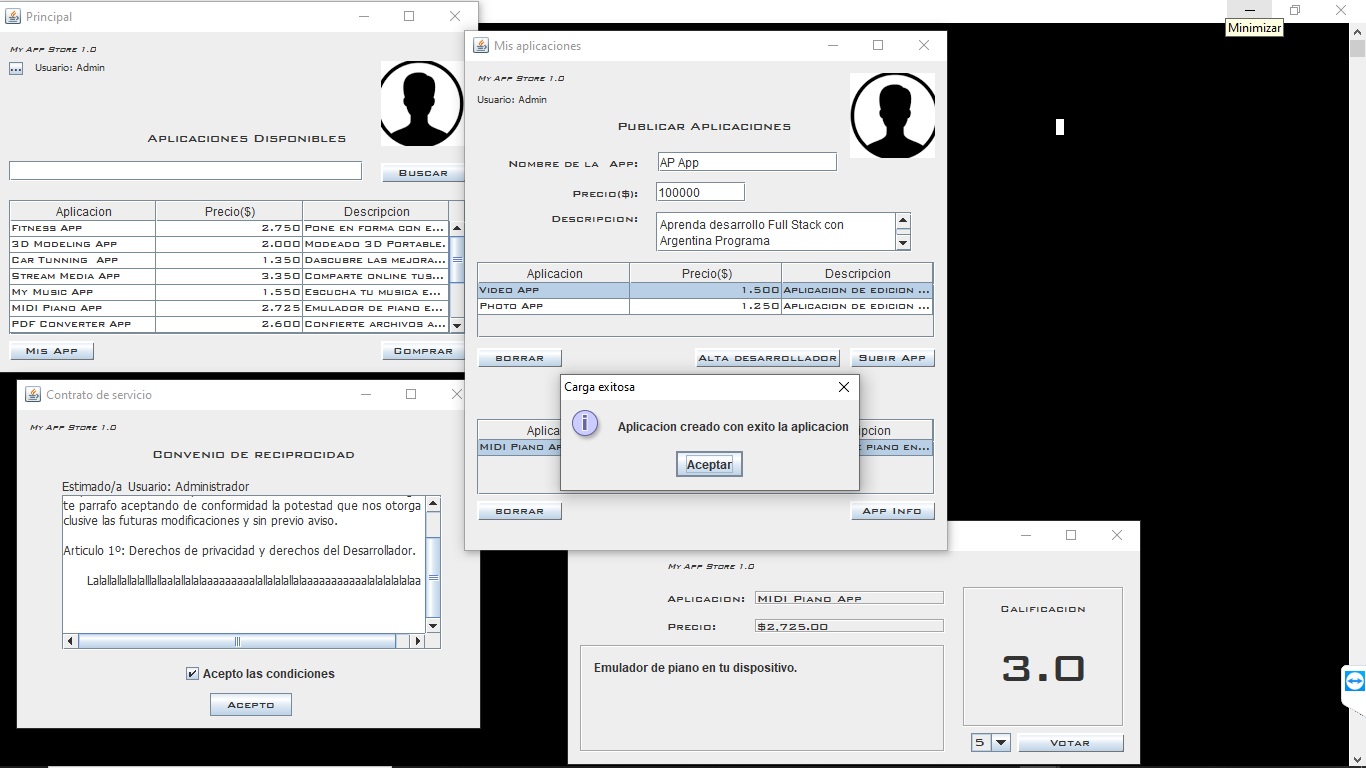 Principal
My App Store 1.0
... Usuario: Admin
Aplicaciones Disponibles
Buscar
Aplicacion Precio($) Descripcion
Fitness App 2.750 Pone en forma con e...
3D Modeling App 2.000 Modeado 3D Portable.
Car Tunning App 1.350 Dascubre las mejora...
Stream Media App 3.350 Comparte online tus...
My Music App 1.550 Escucha tu musica e...
MIDI Piano App 2.725 Emulador de piano e...
PDF Converter App 2.600 Confierte archivos a...
Mis App Comprar
Minimizar
Mis aplicaciones
My App Store 1.0
Usuario: Admin
Publicar Aplicaciones
Nombre de la App: AP App
Precio($): 100000
Descripcion: Aprenda desarrollo Full Stack con
Argentina Programa
Aplicacion Precio($) Descripcion
Video App 1.500 Aplicacion de edicion ...
Photo App 1.250 Aplicacion de edicion ...
borrar Alta desarrollador Subir App
Carga exitosa
Aplicacion creado con exito la aplicacion
Aceptar
Aplica pcion
MIDI Piano Ap e piano en...
borrar App Info
Contrato de servicio
My App Store 1.0
Convenio de reciprocidad
Estimado/a Usuario: Administrador
te parrafo aceptando de conformidad la potestad que nos otorga
clusive las futuras modificaciones y sin previo aviso.
Articulo 1º: Derechos de privacidad y derechos del Desarrollador.
Acepto las condiciones
Acepto
My App Store 1.0
Aplicacion: MIDI Piano App
Precio: $2,725.00
Emulador de piano en tu dispositivo.
Calificacion
3.0
5 Votar